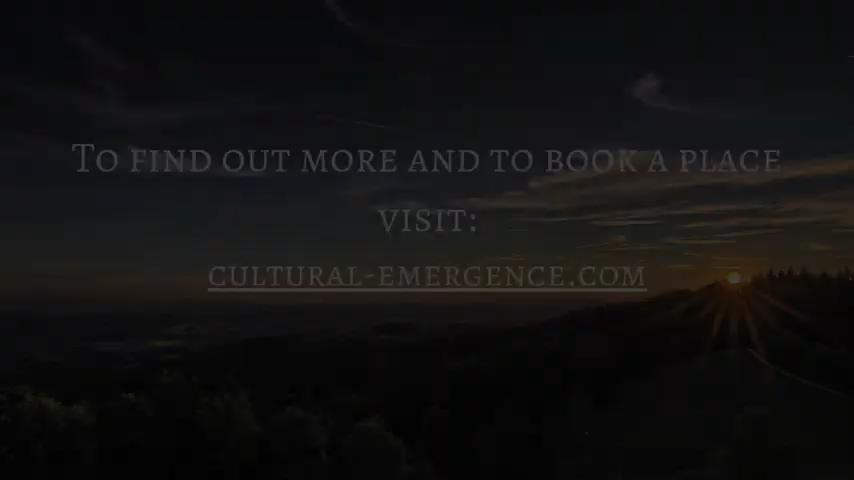 To find out more and to book a place
visit:
cultural-emergence.com